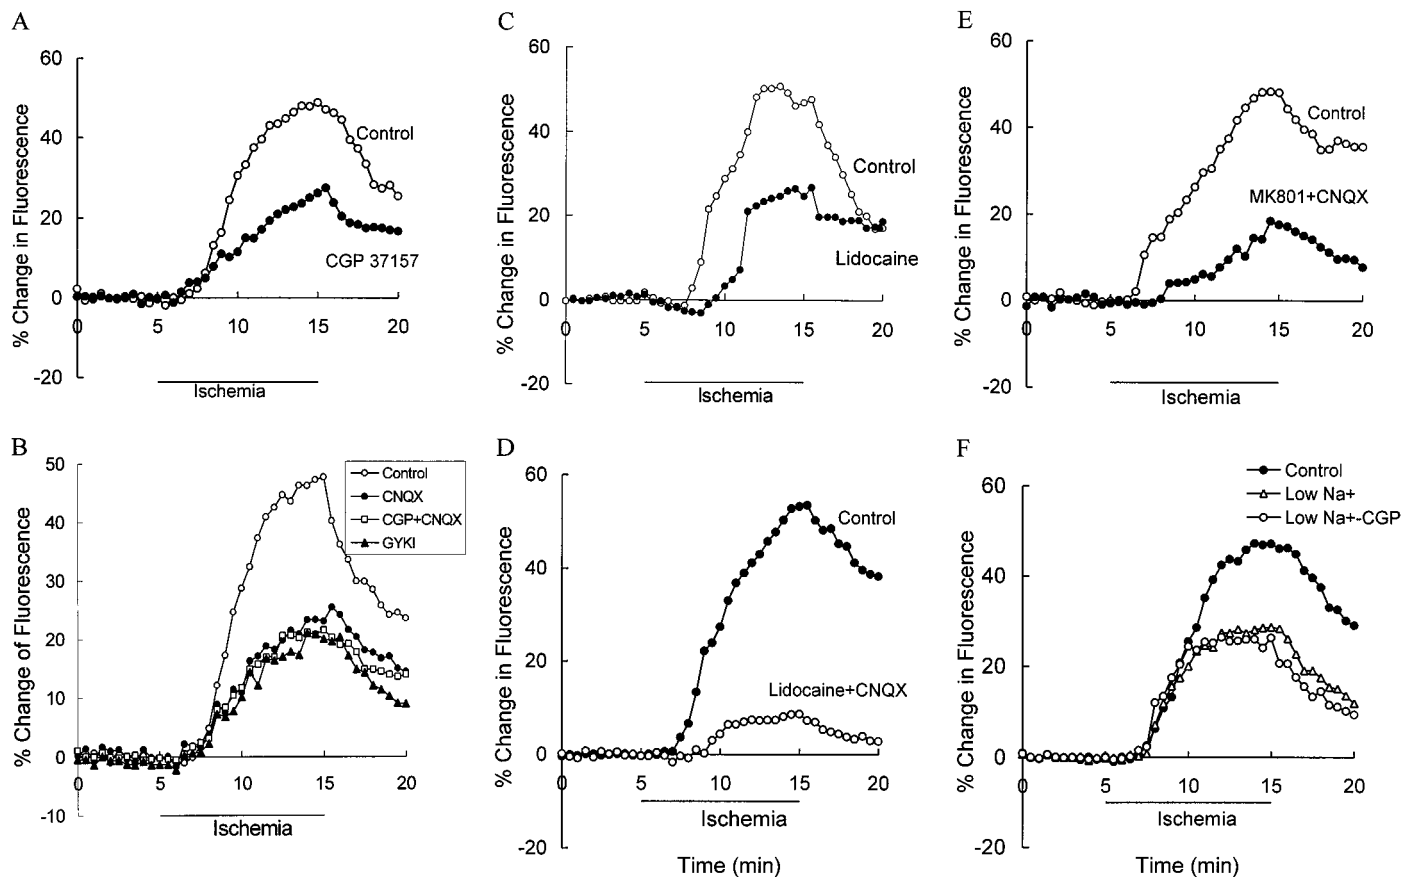 A
% Change in Fluorescence
60
40
20
0
-20
Control
CGP 37157
0 5 10 15 20
Ischemia
C
% Change in Fluorescence
60
40
20
0
-20
Control
Lidocaine
0 5 10 15 20
Ischemia
E
% Change in Fluorescence
60
40
20
0
-20
Control
MK801+CNQX
0 5 10 15 20
Ischemia
B
% Change of Fluorescence
50
40
30
20
10
0
-10
Control
CNQX
CGP+CNQX
GYKI
0 5 10 15 20
Ischemia
D
% Change in Fluorescence
60
40
20
0
-20
Control
Lidocaine+CNQX
0 5 10 15 20
Ischemia
Time (min)
F
% Change in Fluorescence
60
40
20
0
-20
Control
Low Na+
Low Na+-CGP
0 5 10 15 20
Ischemia
Time (min)